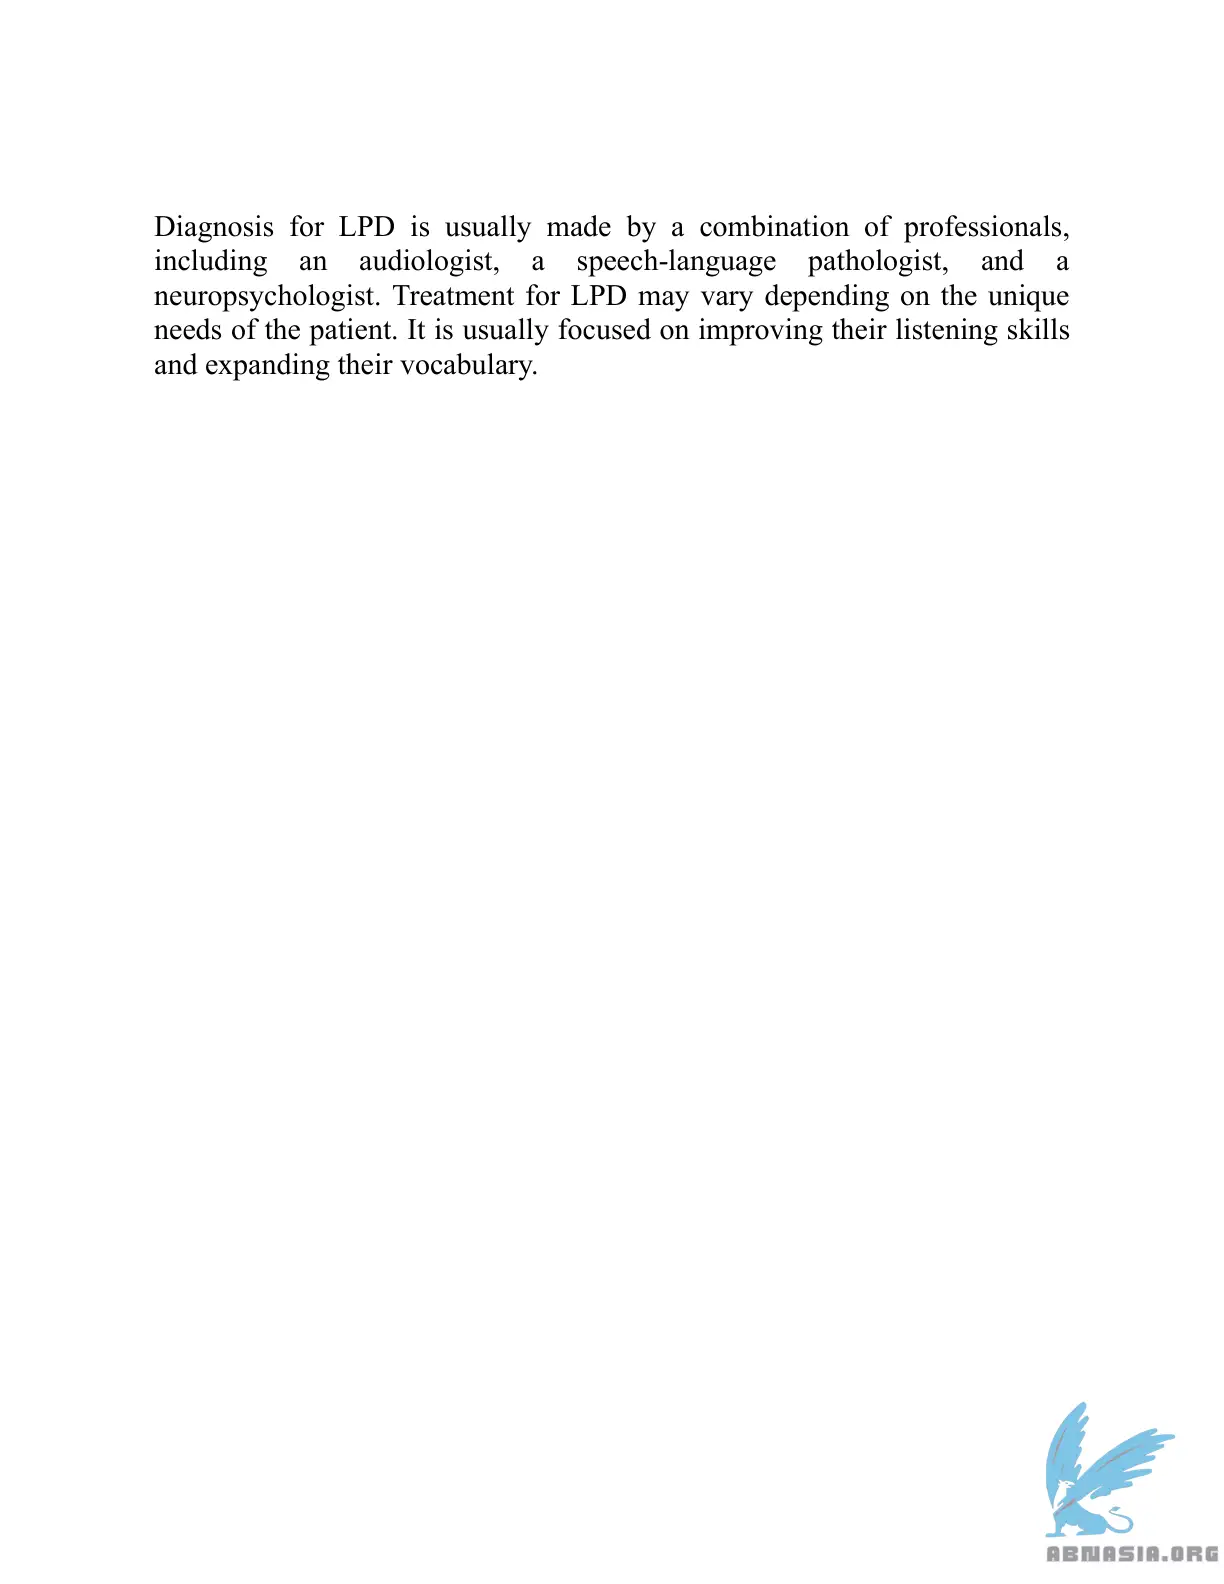 Diagnosis for LPD is usually made by a combination of professionals,
including an audiologist, a speech-language pathologist, and a
neuropsychologist. Treatment for LPD may vary depending on the unique
needs of the patient. It is usually focused on improving their listening skills
and expanding their vocabulary.
ABNASIA.ORG